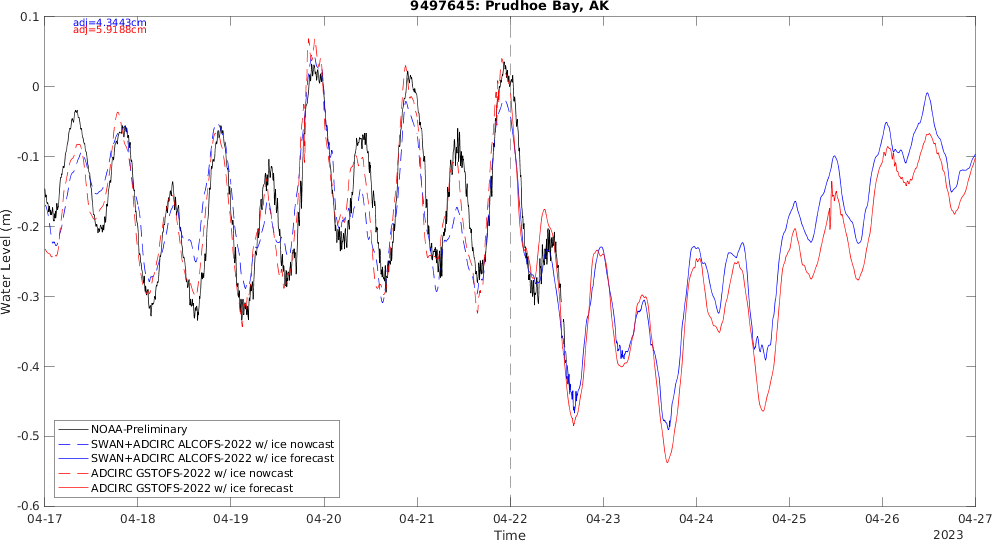 9497645: Prudhoe Bay, AK
adj=4.3443cm
adj=5.9188cm
0.1
0
-0.1
-0.2
-0.3
-0.4
-0.5
-0.6
Water Level (m)
NOAA-Preliminary
SWAN+ADCIRC ALCOFS-2022 w/ ice nowcast
SWAN+ADCIRC ALCOFS-2022 w/ ice forecast
ADCIRC GSTOFS-2022 w/ ice nowcast
ADCIRC GSTOFS-2022 w/ ice forecast
04-17 04-18 04-19 04-20 04-21 04-22 04-23 04-24 04-25 04-26 04-27
Time
2023